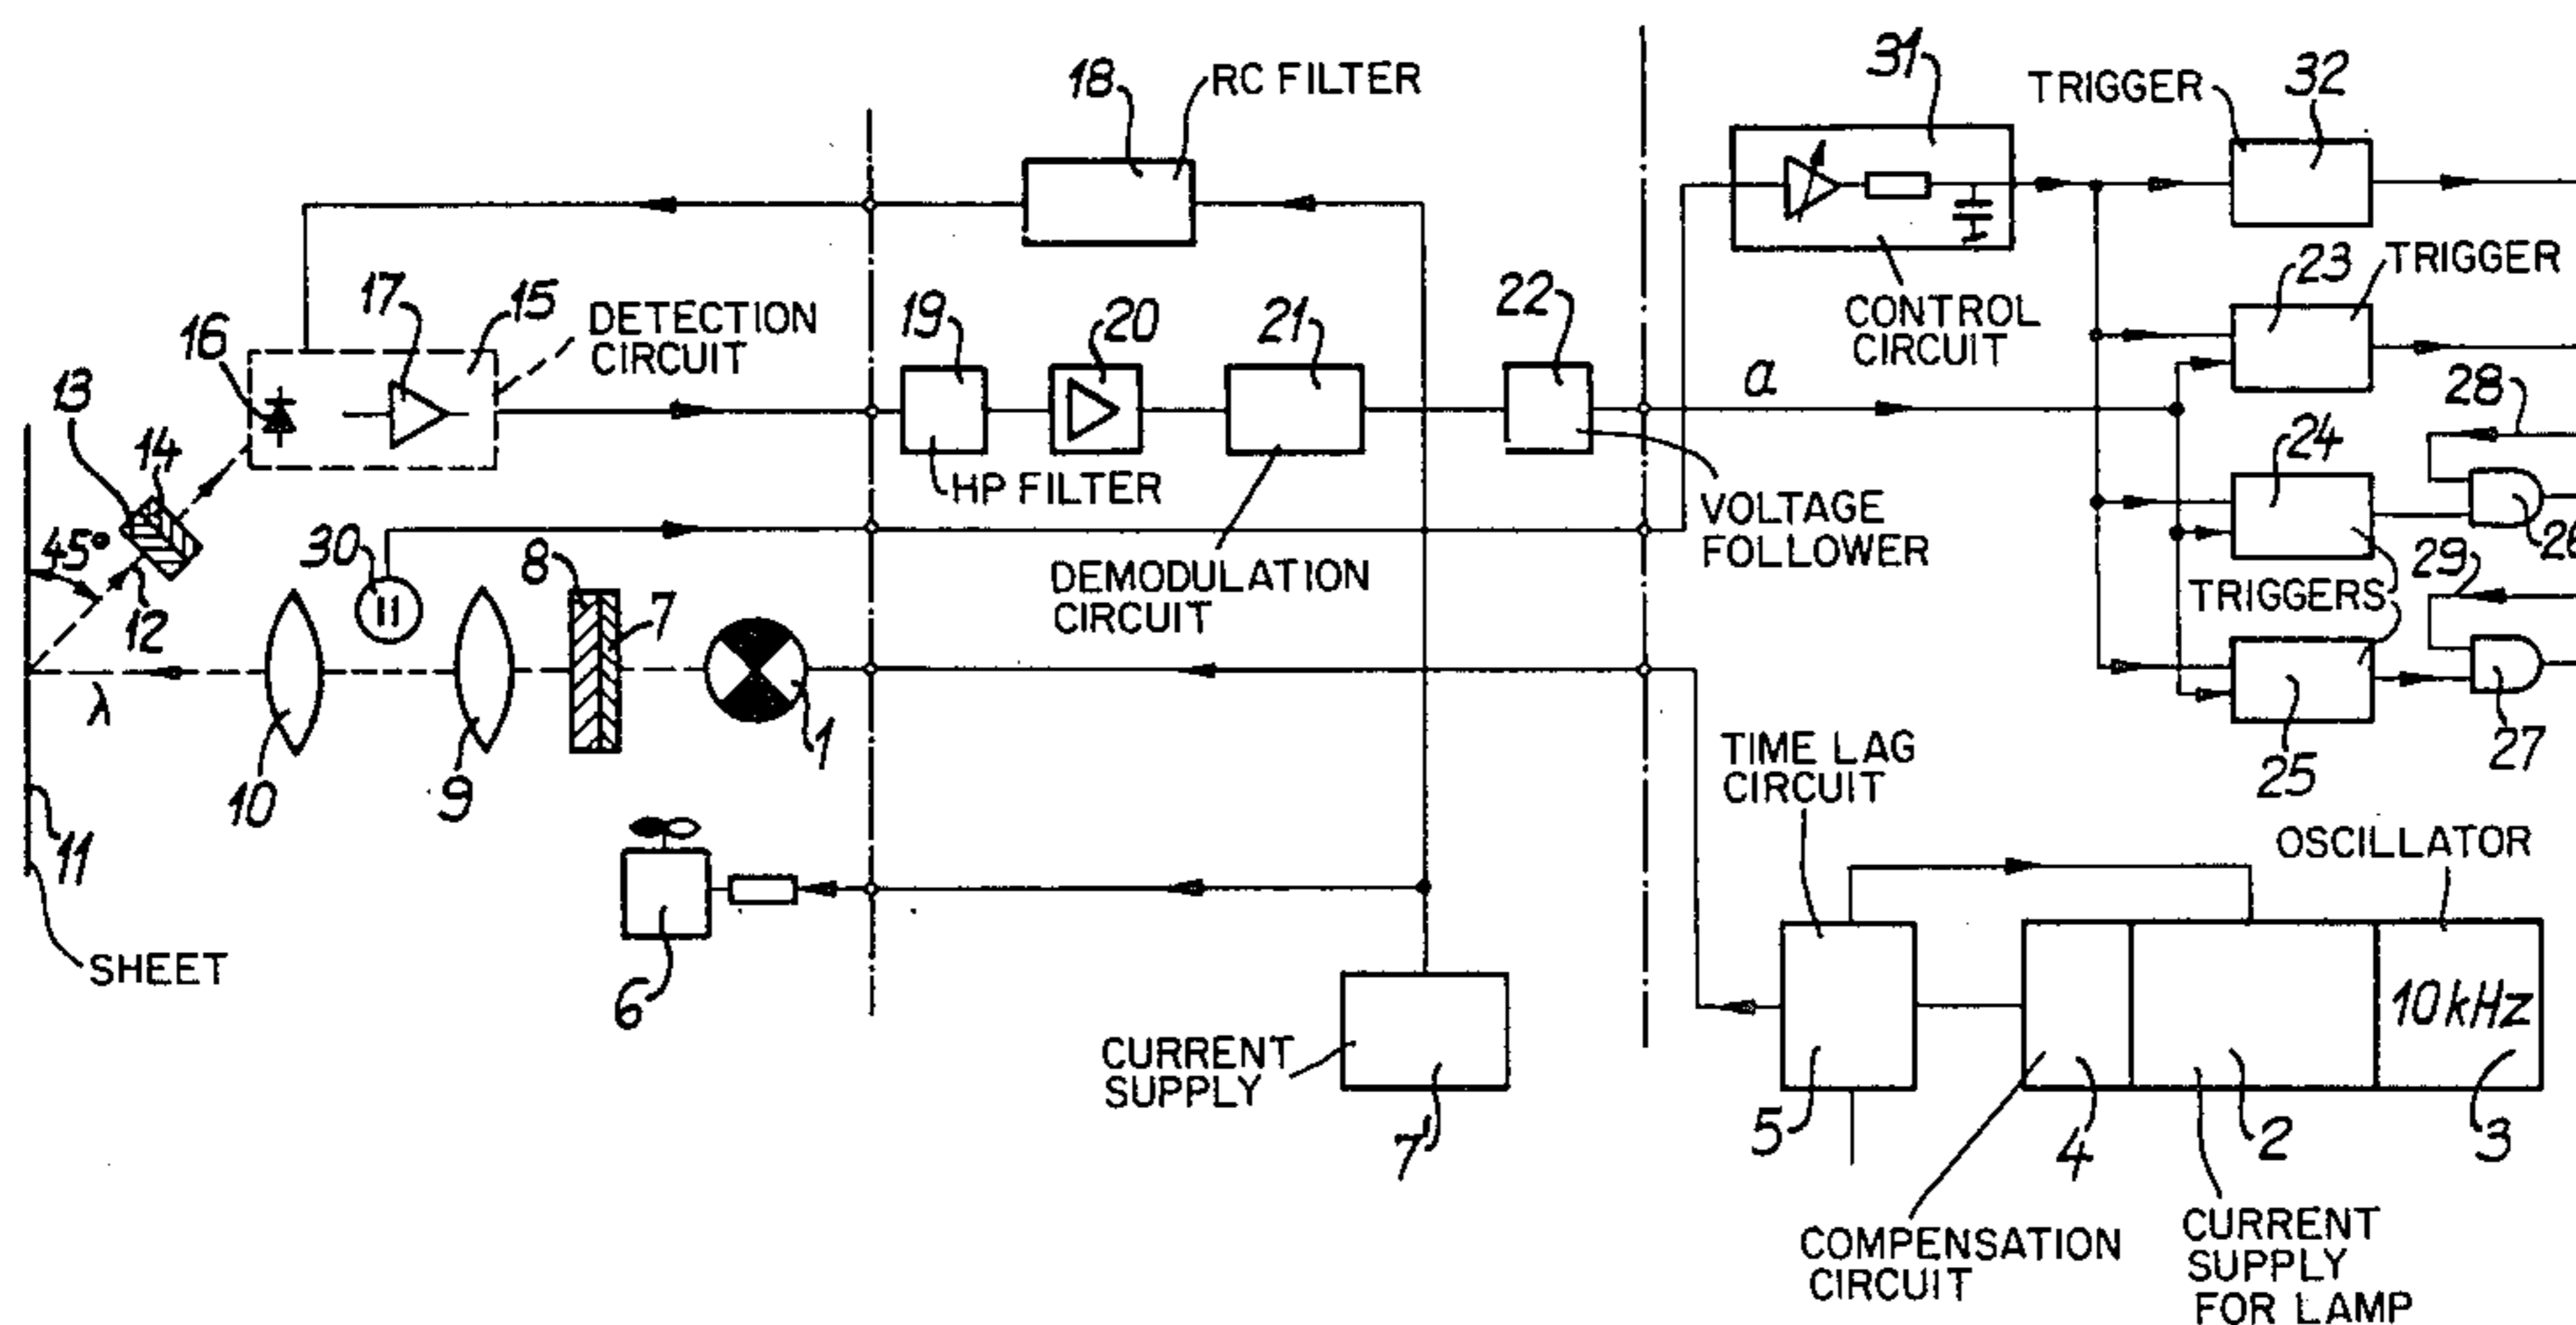 31
TRIGGER
32
18
RC FILTER
23
TRIGGER
17
15
DETECTION
CIRCUIT
16
19
20
21
22
CONTROL
CIRCUIT
a
28
13
14
HP FILTER
VOLTAGE
FOLLOWER
24
45°
12
30
8
7
DEMODULATION
CIRCUIT
29
TRIGGERS
λ
10
9
1
25
27
TIME LAG
CIRCUIT
11
SHEET
6
OSCILLATOR
10 kHz
CURRENT
SUPPLY
7'
5
4
2
3
COMPENSATION
CIRCUIT
CURRENT
SUPPLY
FOR LAMP